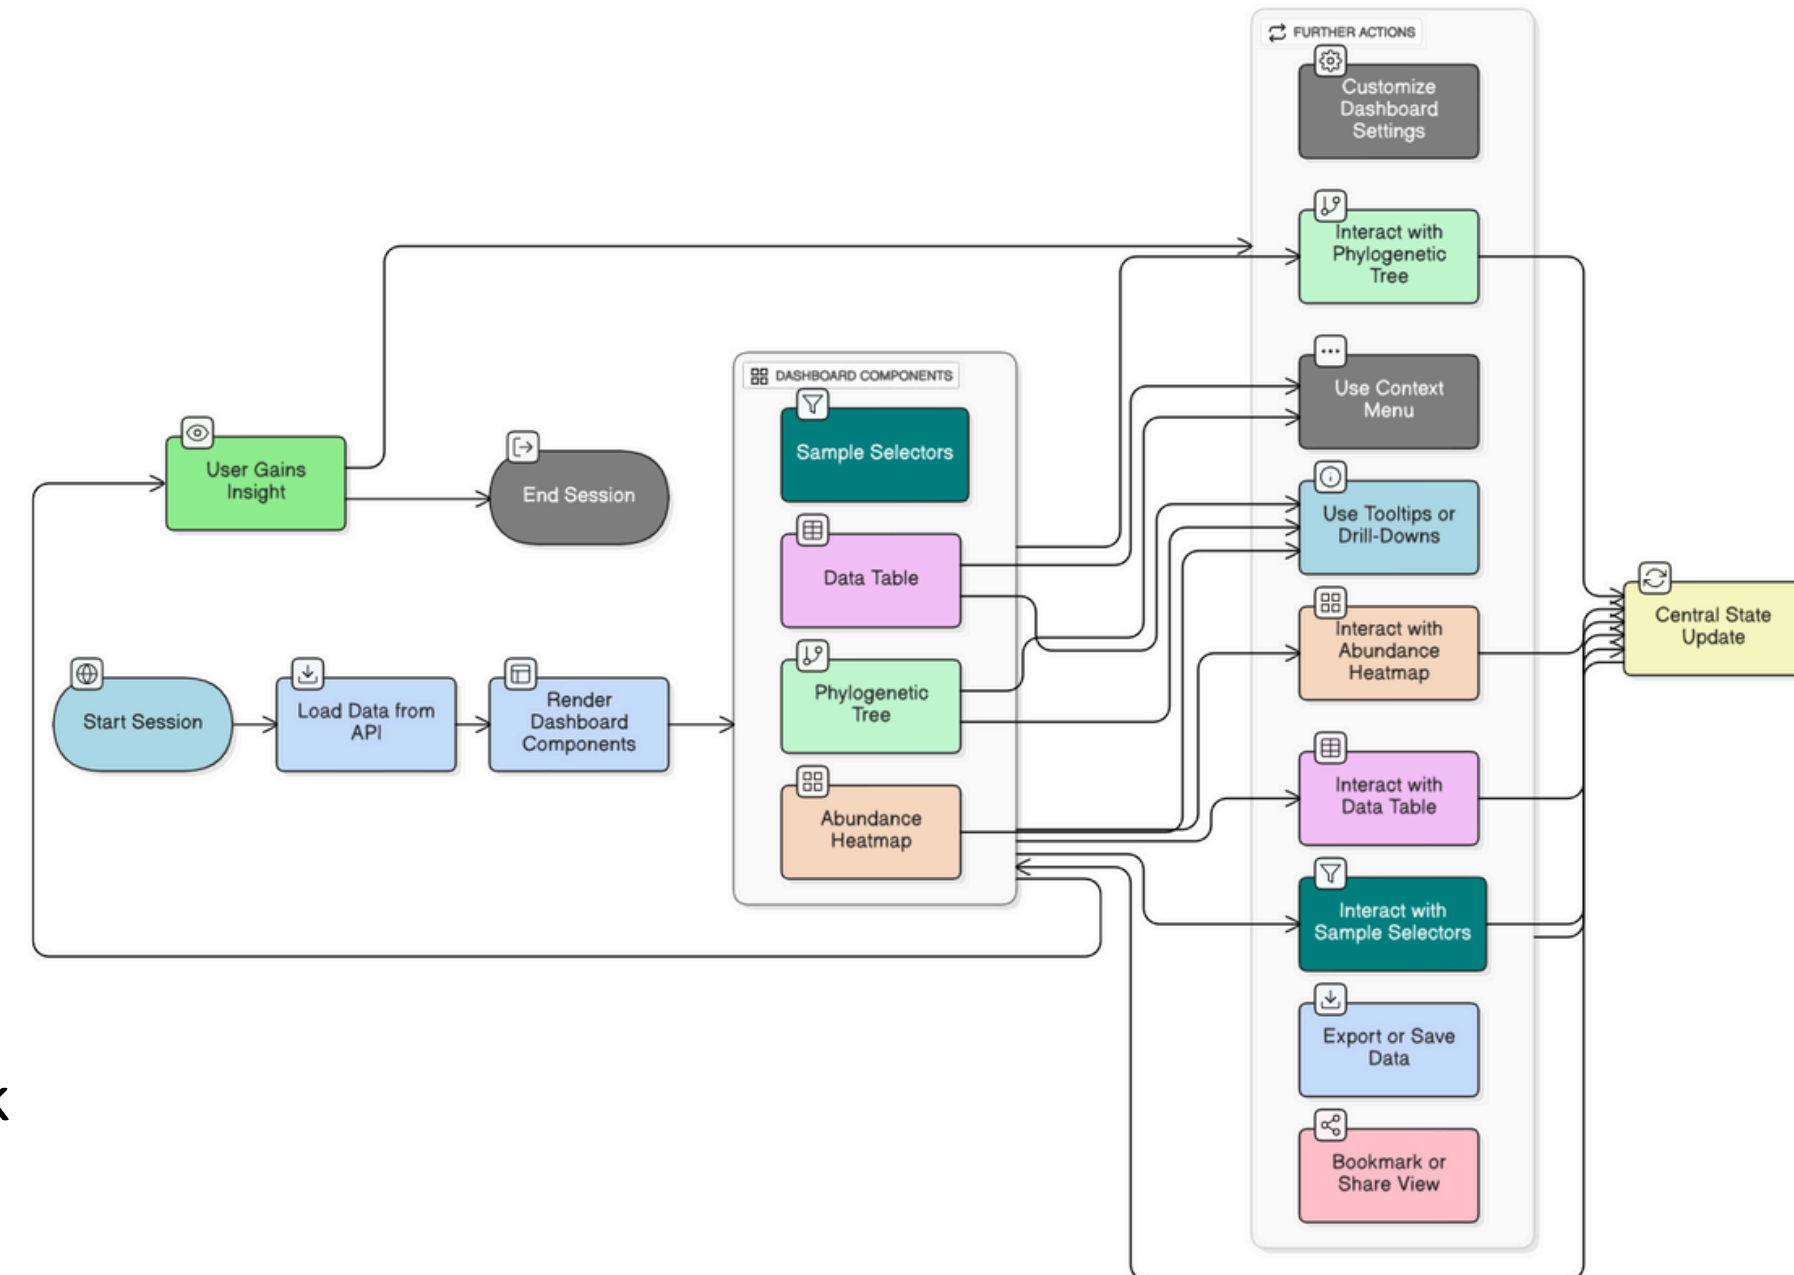 FURTHER ACTIONS
Customize
Dashboard
Settings
Interact with
Phylogenetic
Tree
Use Context
Menu
Use Tooltips or
Drill-Downs
Interact with
Abundance
Heatmap
Interact with
Data Table
Interact with
Sample Selectors
Export or Save
Data
Bookmark or
Share View
DASHBOARD COMPONENTS
Sample Selectors
Data Table
Phylogenetic
Tree
Abundance
Heatmap
User Gains
Insight
End Session
Start Session
Load Data from
API
Render
Dashboard
Components
Central State
Update